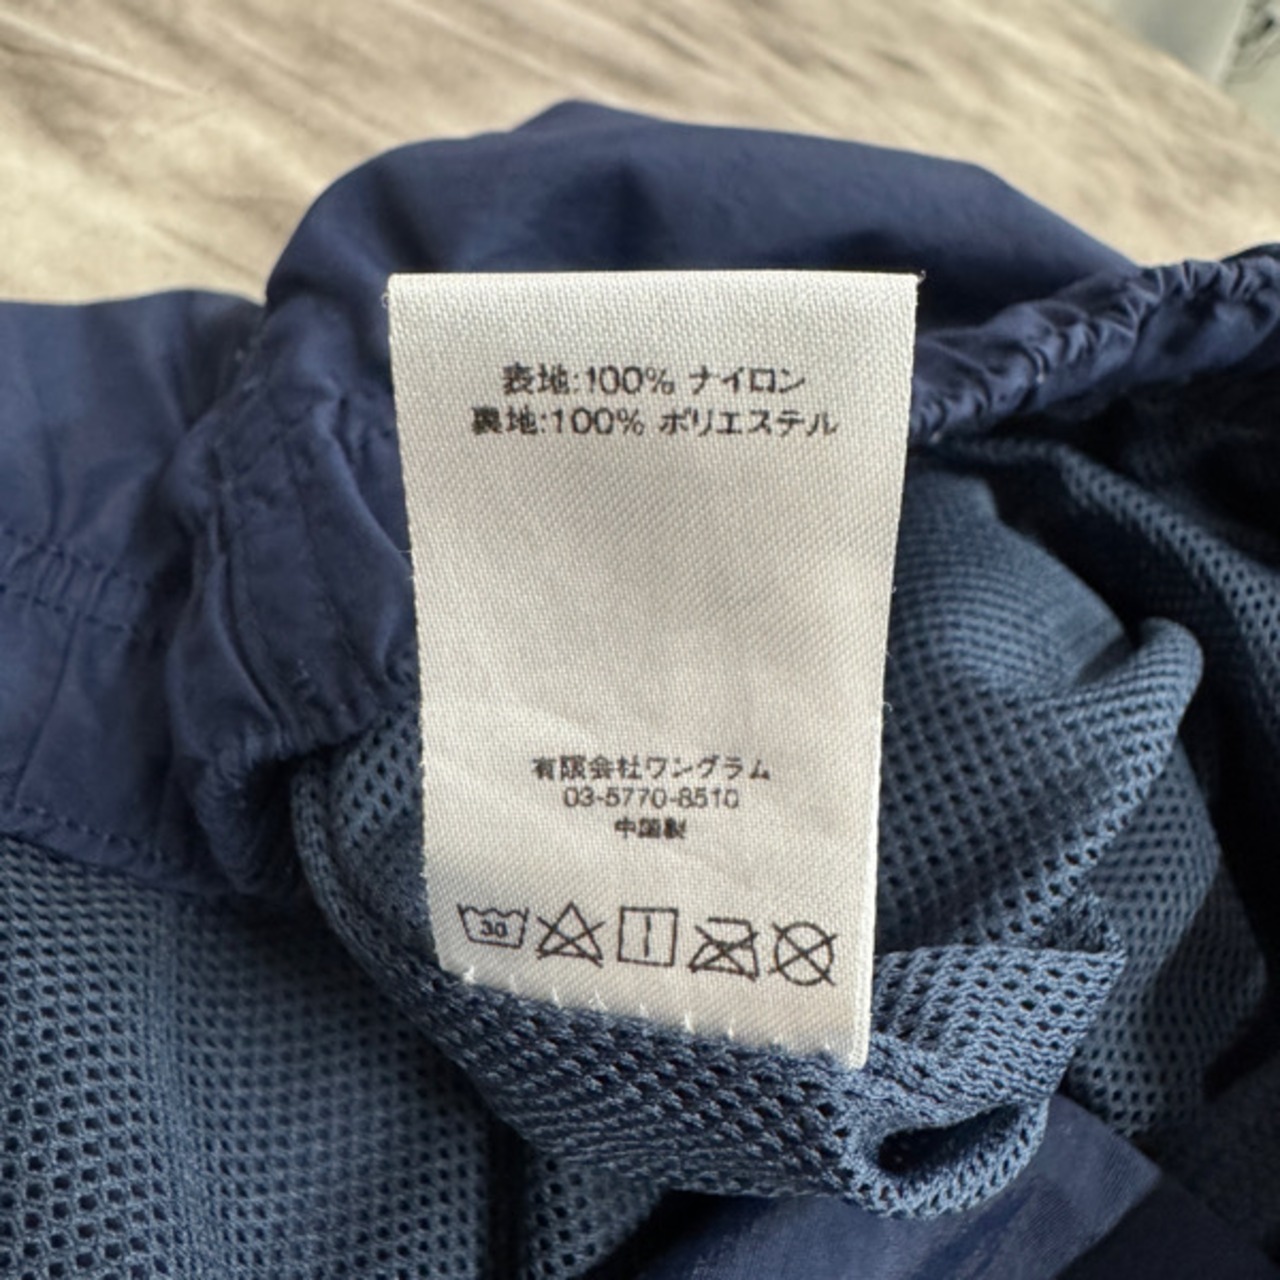 表地:100% ナイロン
裏地:100% ポリエステル
有限会社ワングラム
03-5770-8510
中国製
30